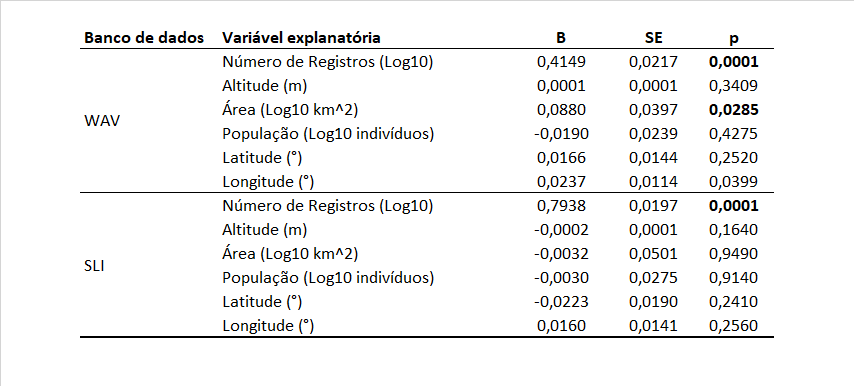 Banco de dados Variável explanatória B SE p
Número de Registros (Log10) 0,4149 0,0217 0,0001
Altitude (m) 0,0001 0,0001 0,3409
Área (Log10 km^2) 0,0880 0,0397 0,0285
WAV
População (Log10 indivíduos) -0,0190 0,0239 0,4275
Latitude (°) 0,0166 0,0144 0,2520
Longitude (°) 0,0237 0,0114 0,0399
Número de Registros (Log10) 0,7938 0,0197 0,0001
Altitude (m) -0,0002 0,0001 0,1640
Área (Log10 km^2) -0,0032 0,0501 0,9490
SLI
População (Log10 indivíduos) -0,0030 0,0275 0,9140
Latitude (°) -0,0223 0,0190 0,2410
Longitude (°) 0,0160 0,0141 0,2560